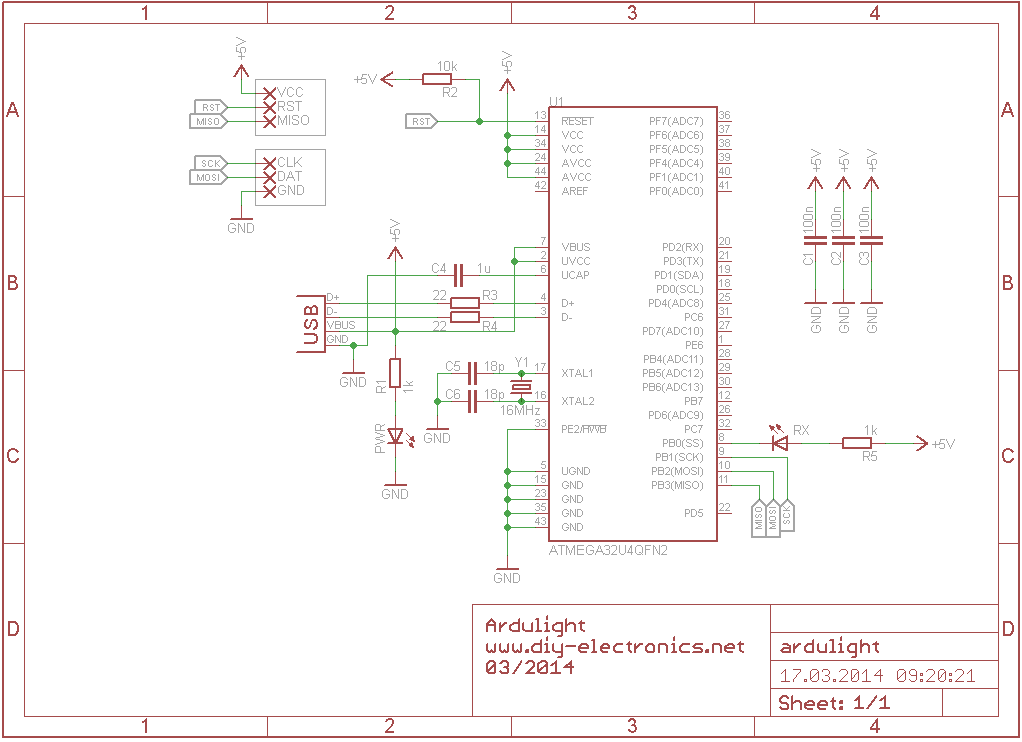 1 2 3 4
A
B
C
D
A
B
C
D
+5V
VCC
RST RST
MISO MISO
SCK CLK
MOSI DAT
GND
GND
+5V 10k
R2
RST
+5V
U1
13 RESET
14 VCC
34 VCC
24 AVCC
44 AVCC
42 AREF
7 VBUS
2 UVCC
6 UCAP
4 D+
3 D-
17 XTAL1
16 XTAL2
33 PE2/HWB
5 UGND
15 GND
23 GND
35 GND
43 GND
GND
PF7(ADC7) 36
PF6(ADC6) 37
PF5(ADC5) 38
PF4(ADC4) 39
PF1(ADC1) 40
PF0(ADC0) 41
PD2(RX) 20
PD3(TX) 21
PD1(SDA) 19
PD0(SCL) 18
PD4(ADC8) 25
PC6 31
PD7(ADC10) 27
PE6 1
PB4(ADC11) 28
PB5(ADC12) 29
PB6(ADC13) 30
PB7 12
PD6(ADC9) 26
PC7 32
PB0(SS) 8
PB1(SCK) 9
PB2(MOSI) 10
PB3(MISO) 11
PD5 22
ATMEGA32U4QFN2
+5V
C4 1u
22 R3
22 R4
USB
D+
D-
VBUS
GND
GND
R1 1k
PWR
GND
C5 18p
C6 18p
Y1
16MHz
GND
+5V +5V +5V
100n 100n 100n
C1 C2 C3
GND GND GND
RX
1k
R5
+5V
MISO MOSI SCK
Ardulight
www.diy-electronics.net
03/2014
ardulight
17.03.2014 09:20:21
Sheet: 1/1
1 2 3 4